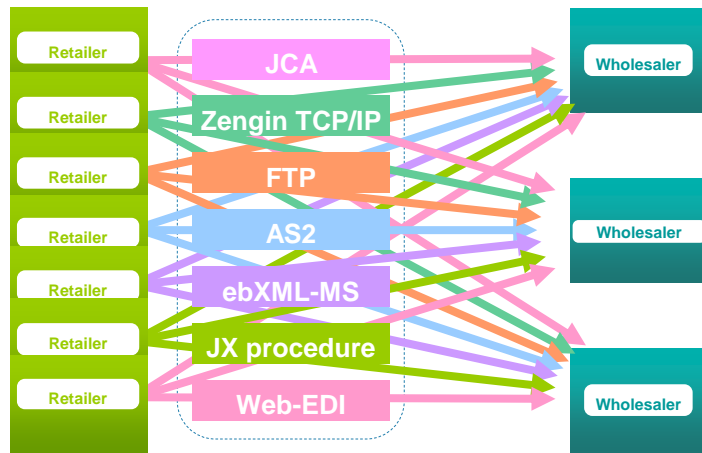 Retailer
Retailer
Retailer
Retailer
Retailer
Retailer
Retailer
JCA
Zengin TCP/IP
FTP
AS2
ebXML-MS
JX procedure
Web-EDI
Wholesaler
Wholesaler
Wholesaler